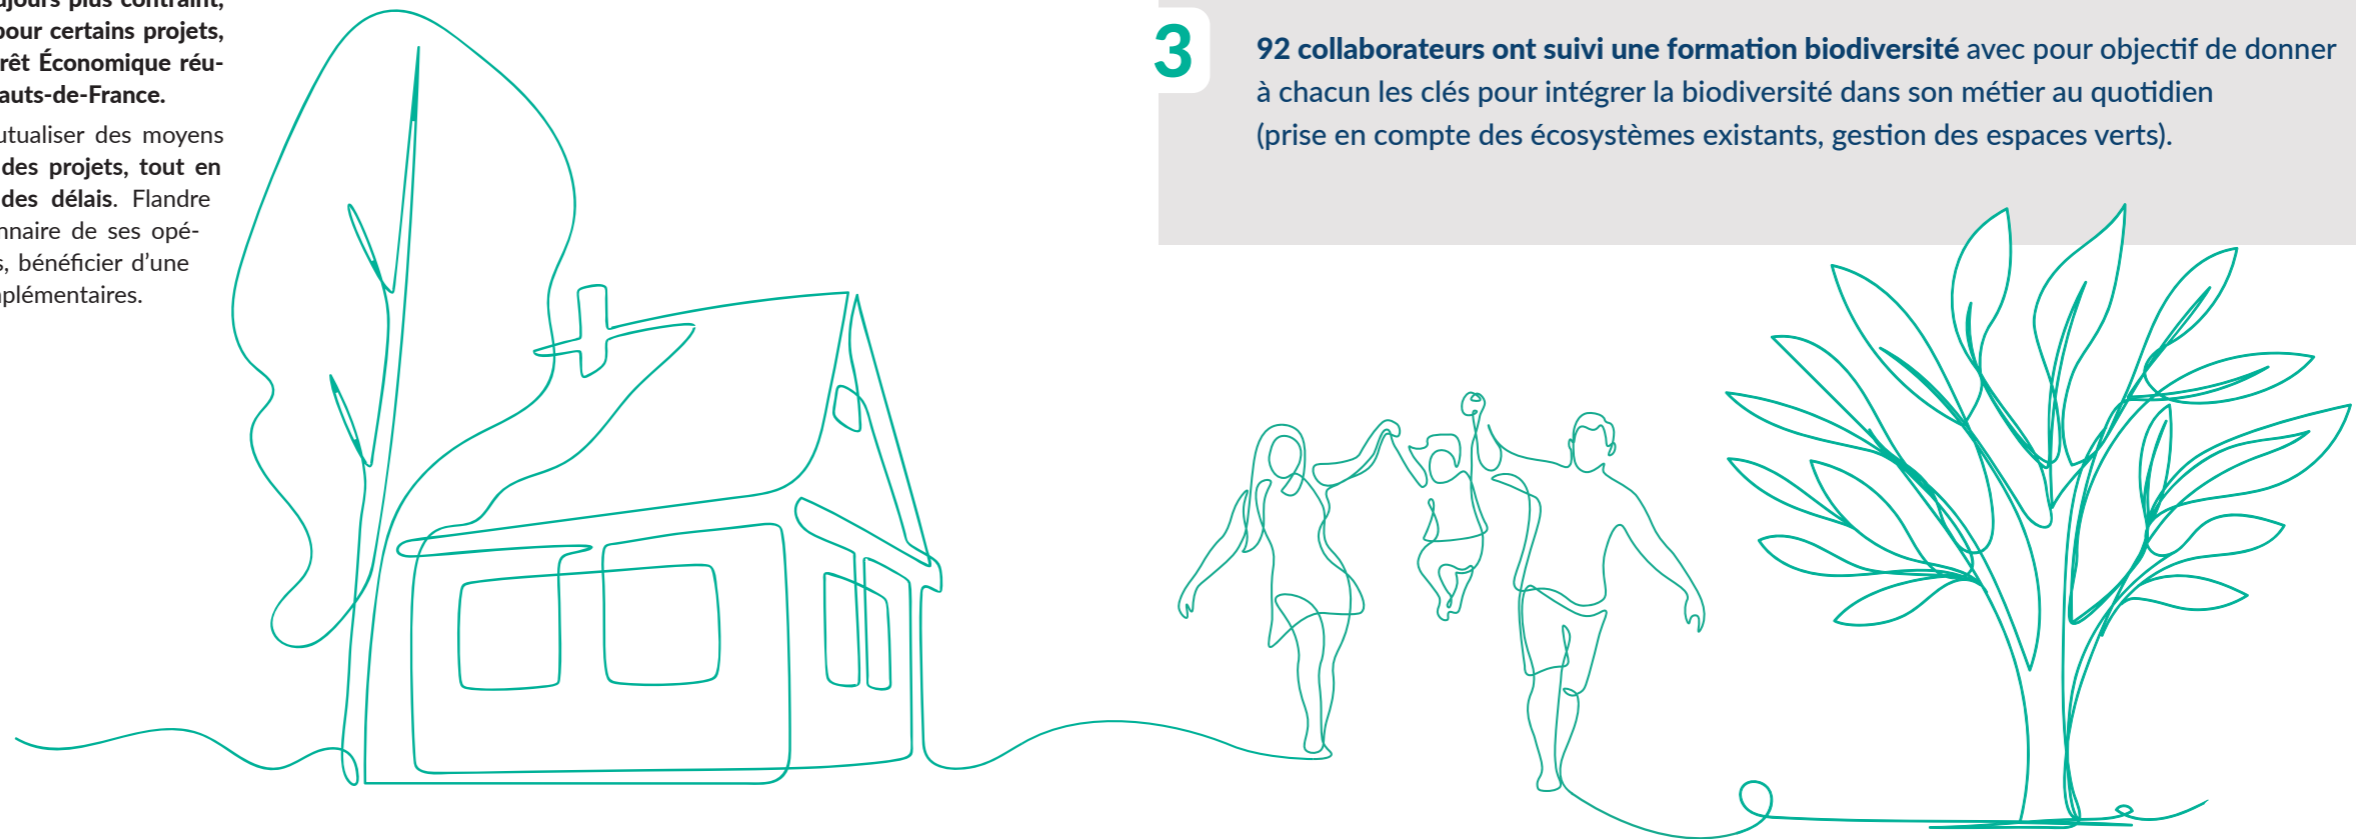 toujours plus contraint,
pour certains projets,
rêt Économique réu-
auts-de-France.
utualiser des moyens
des projets, tout en
des délais. Flandre
nnaire de ses opé-
s, bénéficier d'une
mplémentaires.
3
92 collaborateurs ont suivi une formation biodiversité avec pour objectif de donner
à chacun les clés pour intégrer la biodiversité dans son métier au quotidien
(prise en compte des écosystèmes existants, gestion des espaces verts).